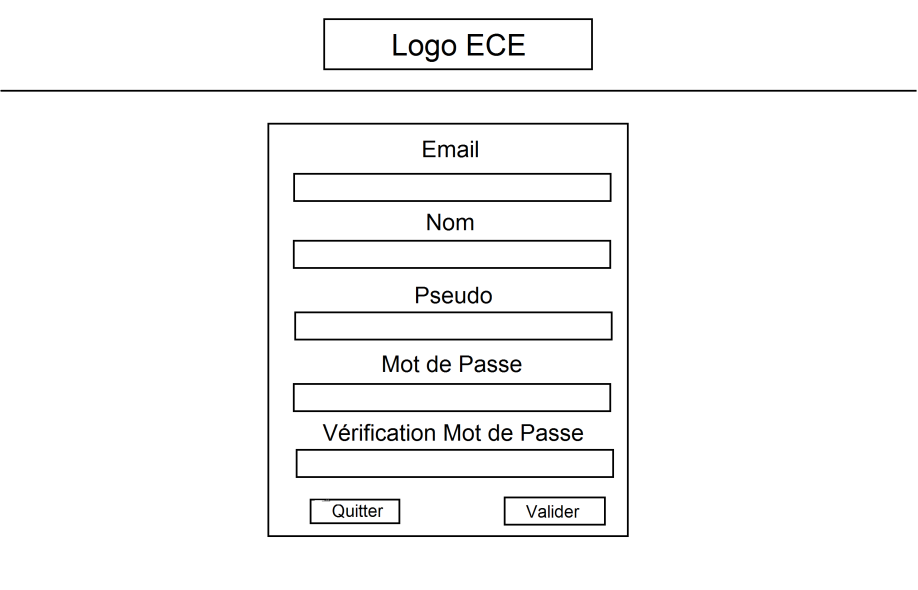 Logo ECE
Email
Nom
Pseudo
Mot de Passe
Vérification Mot de Passe
Quitter
Valider